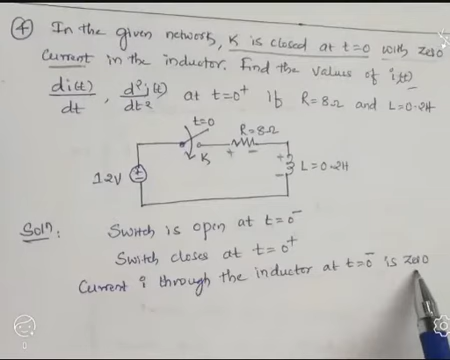 ④ In the given network, K is closed at t=0 with zero
current in the inductor. Find the values of i(t)
di(t)/dt, d²i(t)/dt² at t=0⁺ if R=8Ω and L=0.2H
t=0
R=8Ω
K
+ -
+
12V
L=0.2H
-
Solⁿ: Switch is open at t=0⁻
Switch closes at t=0⁺
Current i through the inductor at t=0⁻ is zero